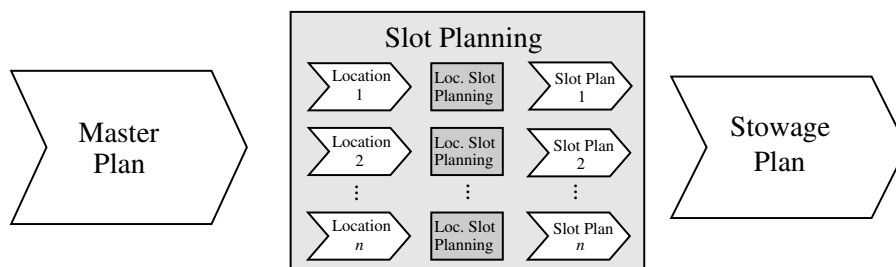 Slot Planning
Master
Plan
Location
1
Loc. Slot
Planning
Slot Plan
1
Location
2
Loc. Slot
Planning
Slot Plan
2
⋮ ⋮ ⋮
Location
n
Loc. Slot
Planning
Slot Plan
n
Stowage
Plan